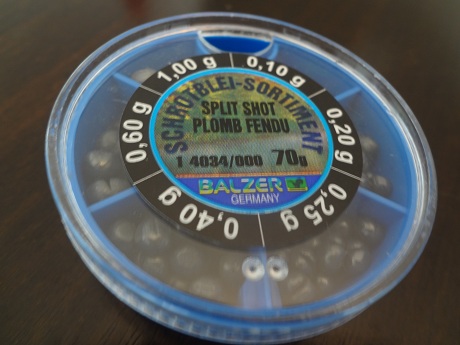 SCHROTBLEI-SORTIMENT
SPLIT SHOT
PLOMB FENDU
1 4034/000 70g
BALZER
GERMANY
0,10 g
0,20 g
0,25 g
0,40 g
0,60 g
1,00 g